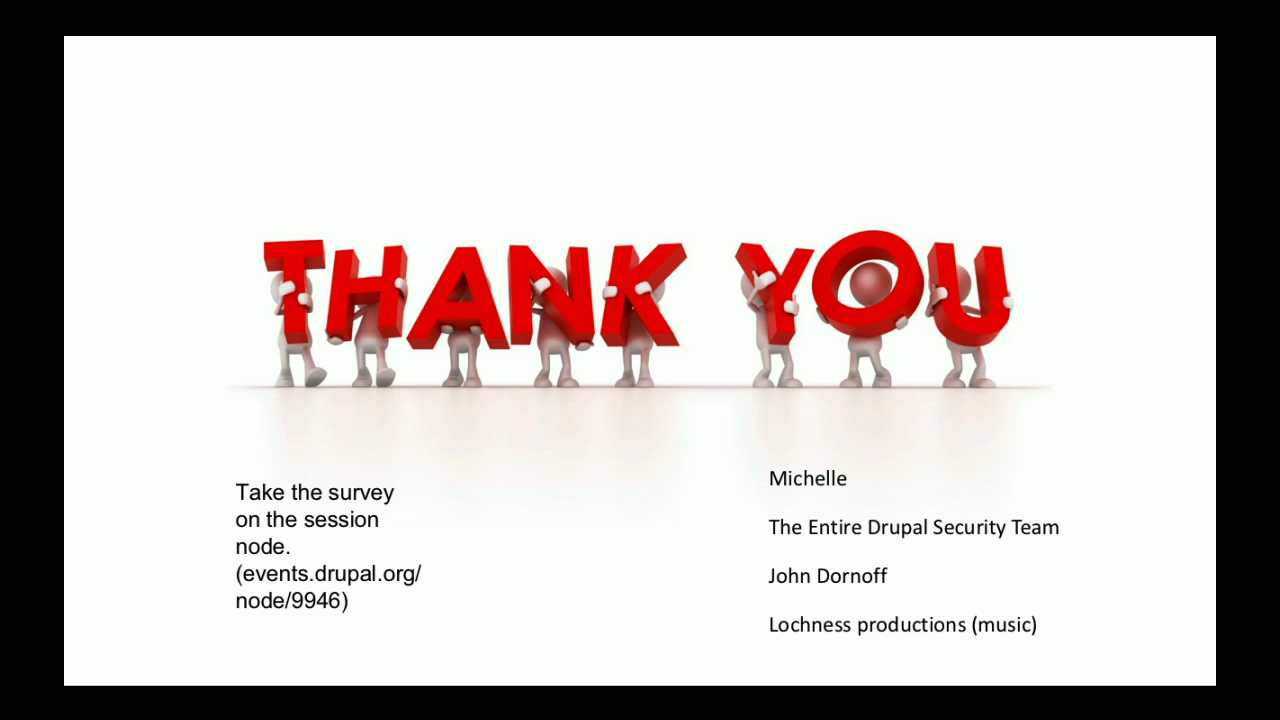 THANK YOU
Take the survey
on the session
node.
(events.drupal.org/
node/9946)
Michelle
The Entire Drupal Security Team
John Dornoff
Lochness productions (music)